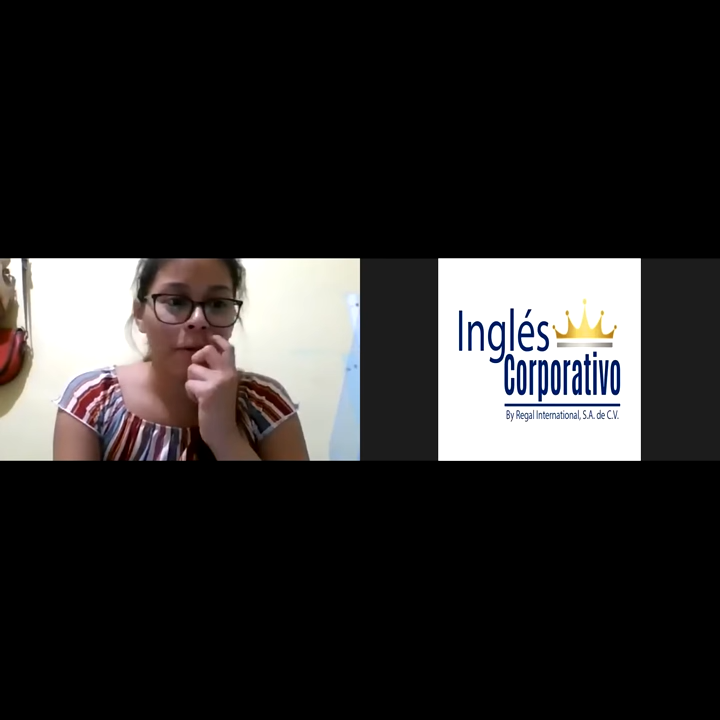 Inglés
Corporativo
By Regal International, S.A. de C.V.